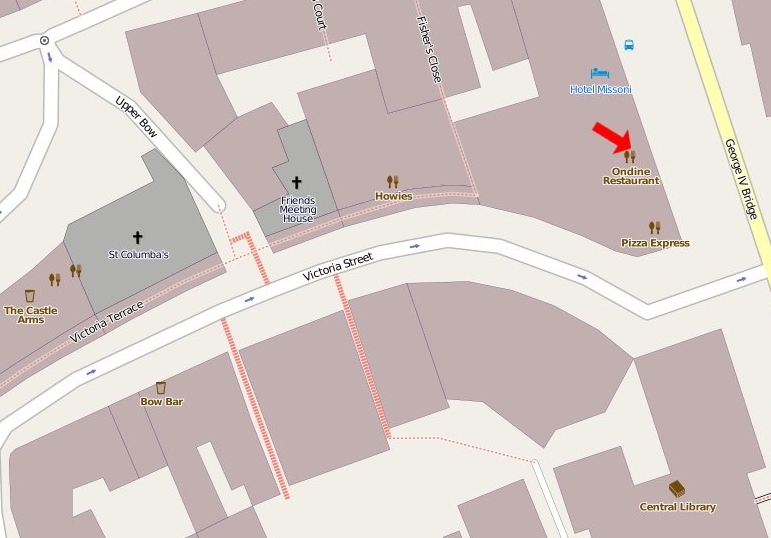 Court
Fisher's Close
Hotel Missoni
Upper Bow
George IV Bridge
Ondine
Restaurant
Howies
Friends
Meeting
House
Pizza Express
St Columba's
Victoria Street
The Castle
Arms
Victoria Terrace
Bow Bar
Central Library